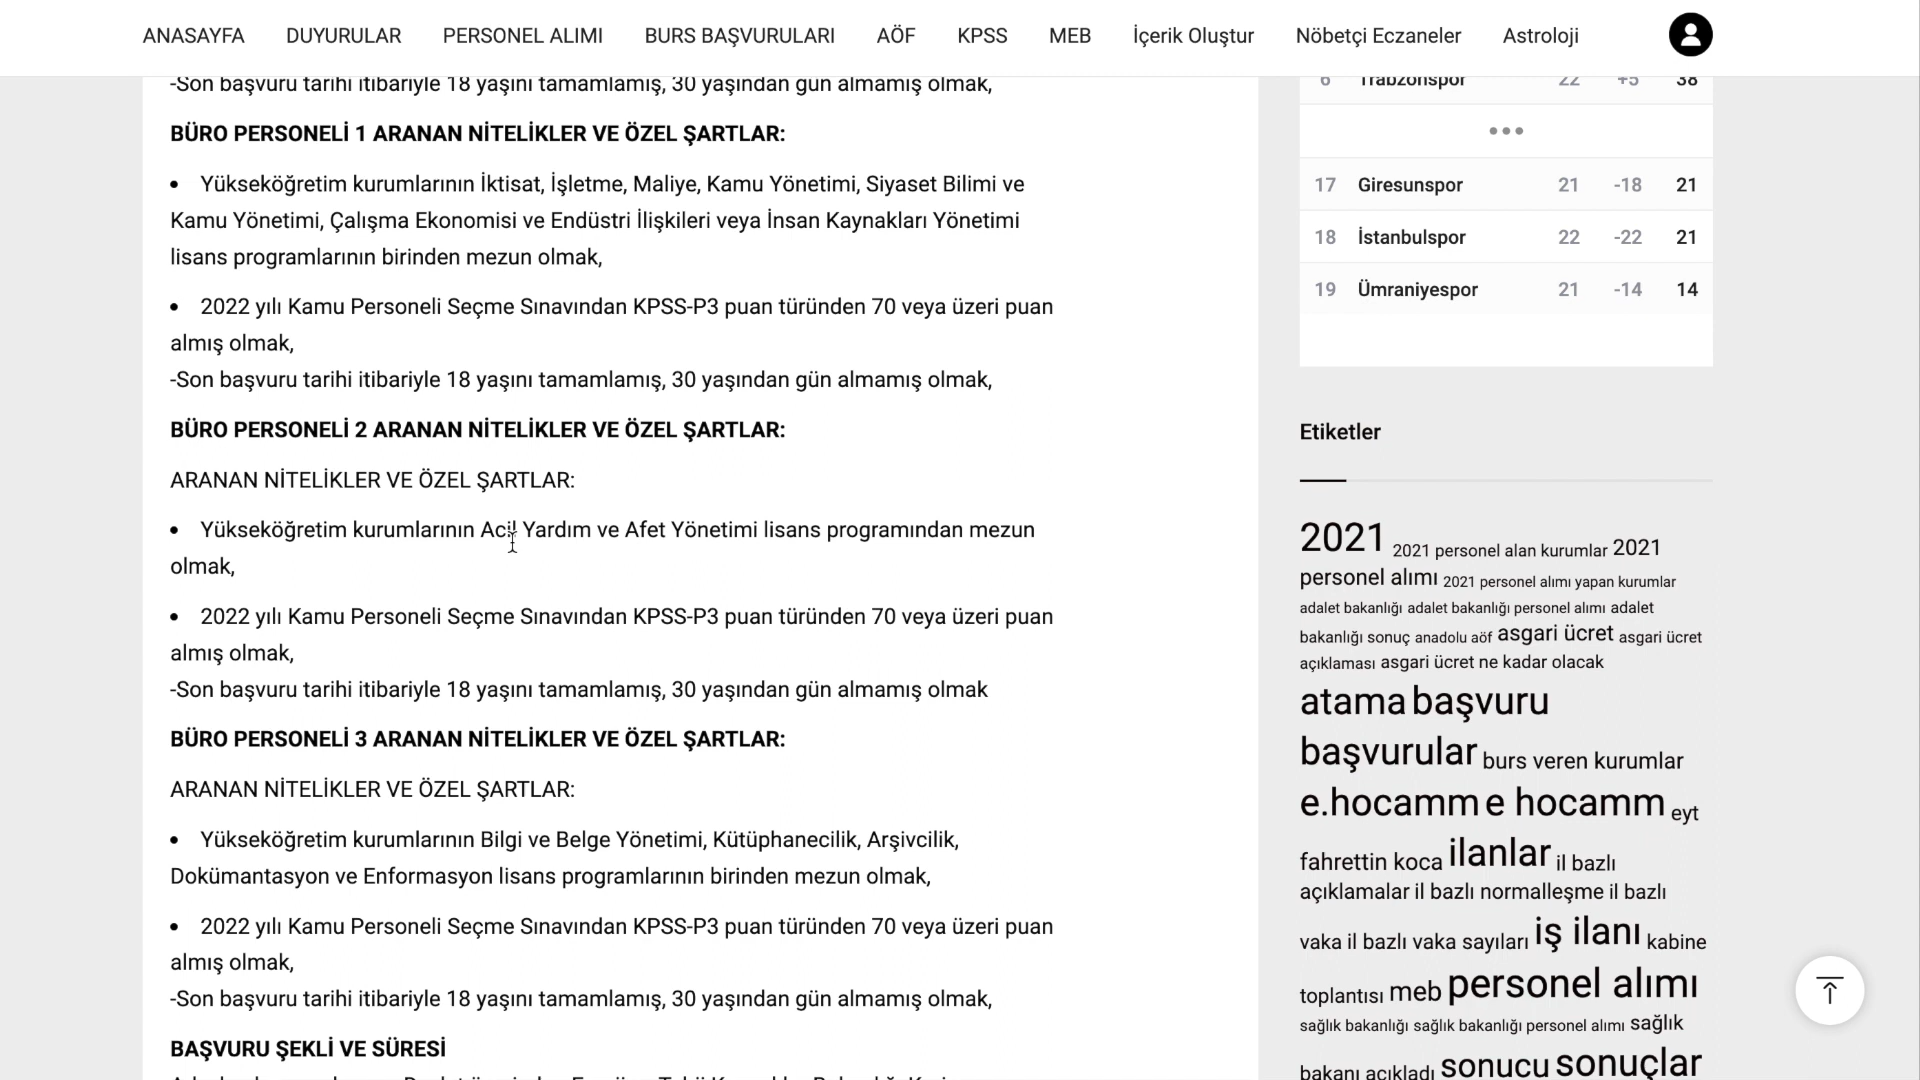 ANASAYFA DUYURULAR PERSONEL ALIMI BURS BAŞVURULARI AÖF KPSS MEB İçerik Oluştur Nöbetçi Eczaneler Astroloji
-Son başvuru tarihi itibariyle 18 yaşını tamamlamış, 30 yaşından gün almamış olmak,
BÜRO PERSONELİ 1 ARANAN NİTELİKLER VE ÖZEL ŞARTLAR:
• Yükseköğretim kurumlarının İktisat, İşletme, Maliye, Kamu Yönetimi, Siyaset Bilimi ve
Kamu Yönetimi, Çalışma Ekonomisi ve Endüstri İlişkileri veya İnsan Kaynakları Yönetimi
lisans programlarının birinden mezun olmak,
• 2022 yılı Kamu Personeli Seçme Sınavından KPSS-P3 puan türünden 70 veya üzeri puan
almış olmak,
-Son başvuru tarihi itibariyle 18 yaşını tamamlamış, 30 yaşından gün almamış olmak,
BÜRO PERSONELİ 2 ARANAN NİTELİKLER VE ÖZEL ŞARTLAR:
ARANAN NİTELİKLER VE ÖZEL ŞARTLAR:
• Yükseköğretim kurumlarının Acil Yardım ve Afet Yönetimi lisans programından mezun
olmak,
• 2022 yılı Kamu Personeli Seçme Sınavından KPSS-P3 puan türünden 70 veya üzeri puan
almış olmak,
-Son başvuru tarihi itibariyle 18 yaşını tamamlamış, 30 yaşından gün almamış olmak
BÜRO PERSONELİ 3 ARANAN NİTELİKLER VE ÖZEL ŞARTLAR:
ARANAN NİTELİKLER VE ÖZEL ŞARTLAR:
• Yükseköğretim kurumlarının Bilgi ve Belge Yönetimi, Kütüphanecilik, Arşivcilik,
Dokümantasyon ve Enformasyon lisans programlarının birinden mezun olmak,
• 2022 yılı Kamu Personeli Seçme Sınavından KPSS-P3 puan türünden 70 veya üzeri puan
almış olmak,
-Son başvuru tarihi itibariyle 18 yaşını tamamlamış, 30 yaşından gün almamış olmak,
BAŞVURU ŞEKLİ VE SÜRESİ
6 Trabzonspor 22 +5 38
17 Giresunspor 21 -18 21
18 İstanbulspor 22 -22 21
19 Ümraniyespor 21 -14 14
Etiketler
2021 2021 personel alan kurumlar 2021
personel alımı 2021 personel alımı yapan kurumlar
adalet bakanlığı adalet bakanlığı personel alımı adalet
bakanlığı sonuç anadolu aöf asgari ücret asgari ücret
açıklaması asgari ücret ne kadar olacak
atama başvuru
başvurular burs veren kurumlar
e.hocamm e hocamm eyt
fahrettin koca ilanlar il bazlı
açıklamalar il bazlı normalleşme il bazlı
vaka il bazlı vaka sayıları iş ilanı kabine
toplantısı meb personel alımı
sağlık bakanlığı sağlık bakanlığı personel alımı sağlık
bakanı açıkladı sonucu sonuçlar